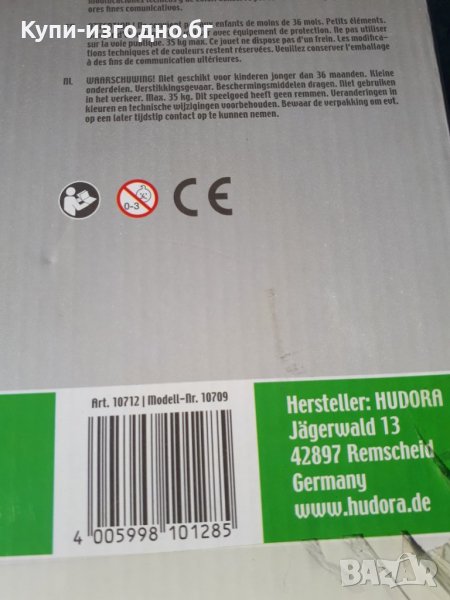 ores fines comunicativos.
Купи-изгодно.бг
pour enfants de moins de 36 mois. Petits éléments.
avec équipement de protection. Ne pas utiliser
sur la voie publique. 35 kg max. Ce jouet ne dispose pas d'un frein. Les modifica-
tions techniques et de couleurs restent réservées. Veuillez conserver l'emballage
à des fins de communication ultérieures.
NL WAARSCHUWING! Niet geschikt voor kinderen jonger dan 36 maanden. Kleine
onderdelen. Verstikkingsgevaar. Beschermingsmiddelen dragen. Niet gebruiken
in het verkeer. Max. 35 kg. Dit speelgoed heeft geen remmen. Veranderingen in
kleuren en technische wijzigingen voorbehouden. Bewaar de verpakking om evt.
op een later tijdstip contact op te kunnen nemen.
0-3
CE
Art. 10712 | Modell-Nr. 10709
4 005998 101285
Hersteller: HUDORA
Jägerwald 13
42897 Remscheid
Germany
www.hudora.de
BAZAR